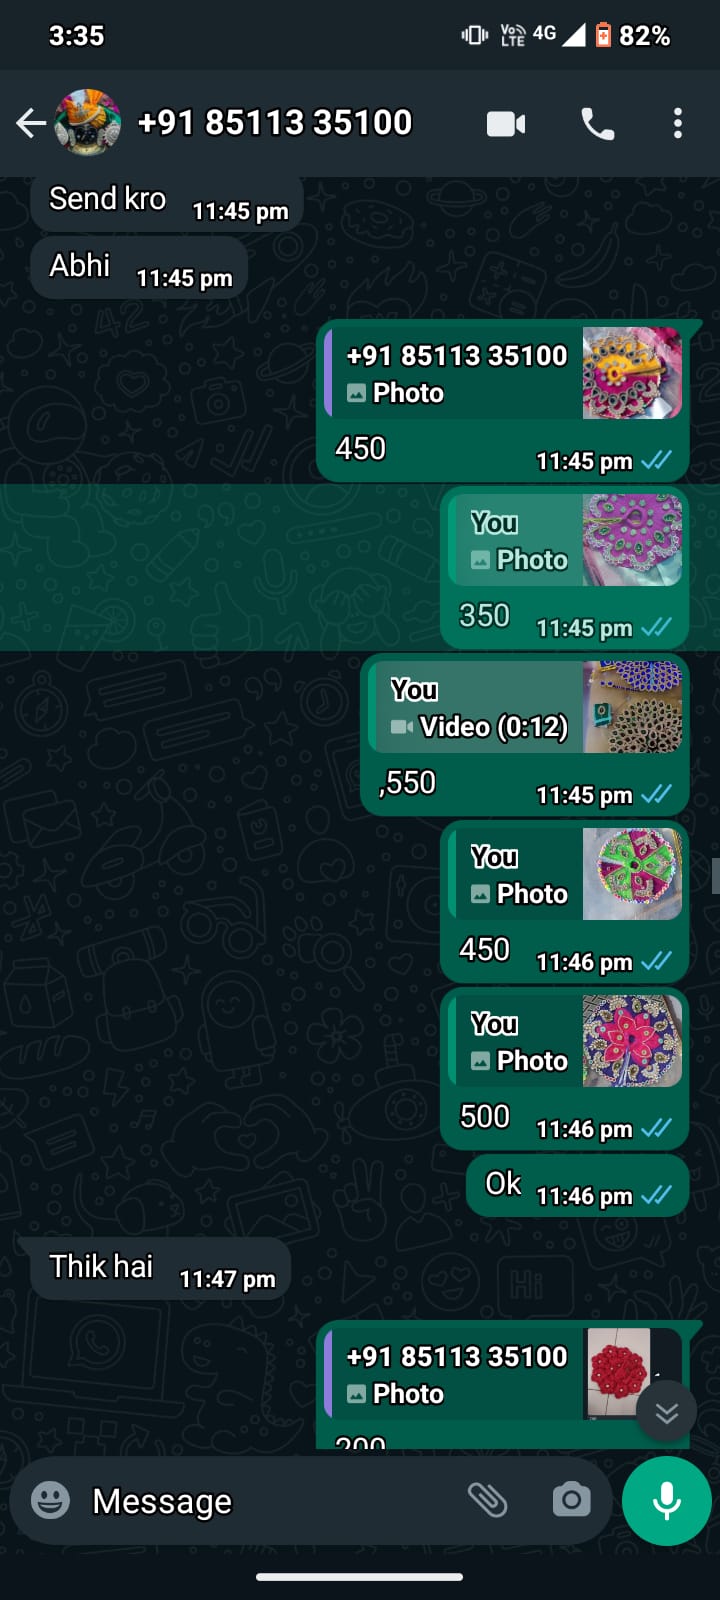 3:35 Vo LTE 4G 82%
+91 85113 35100
Send kro 11:45 pm
Abhi 11:45 pm
+91 85113 35100
Photo
450 11:45 pm
You
Photo
350 11:45 pm
You
Video (0:12)
,550 11:45 pm
You
Photo
450 11:46 pm
You
Photo
500 11:46 pm
Ok 11:46 pm
Thik hai 11:47 pm
+91 85113 35100
Photo
200
Message